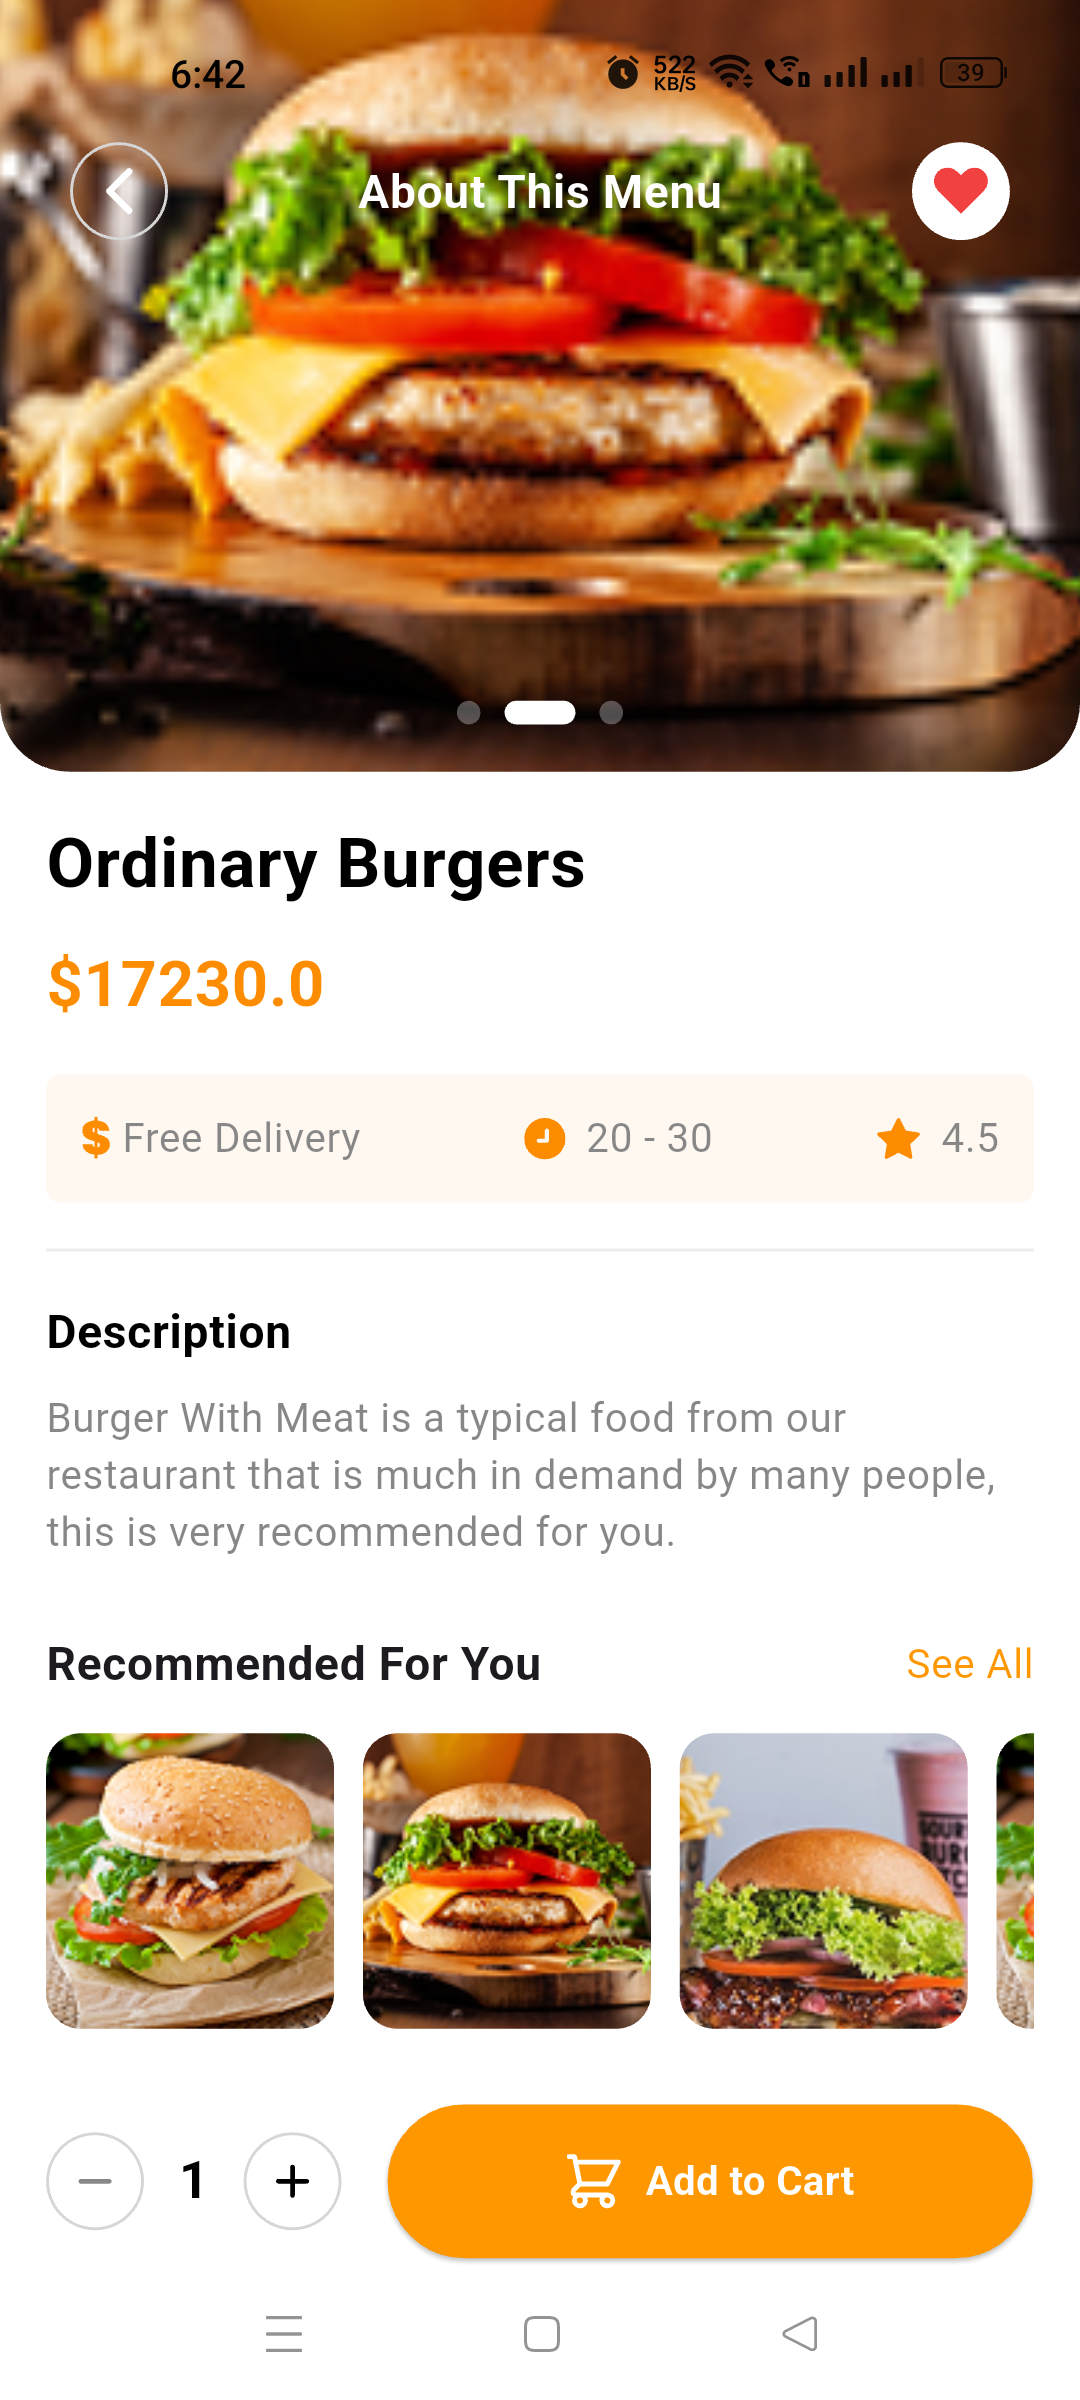 6:42
522
KB/S
39
About This Menu
Ordinary Burgers
$17230.0
$ Free Delivery
20 - 30
4.5
Description
Burger With Meat is a typical food from our
restaurant that is much in demand by many people,
this is very recommended for you.
Recommended For You
See All
1
Add to Cart